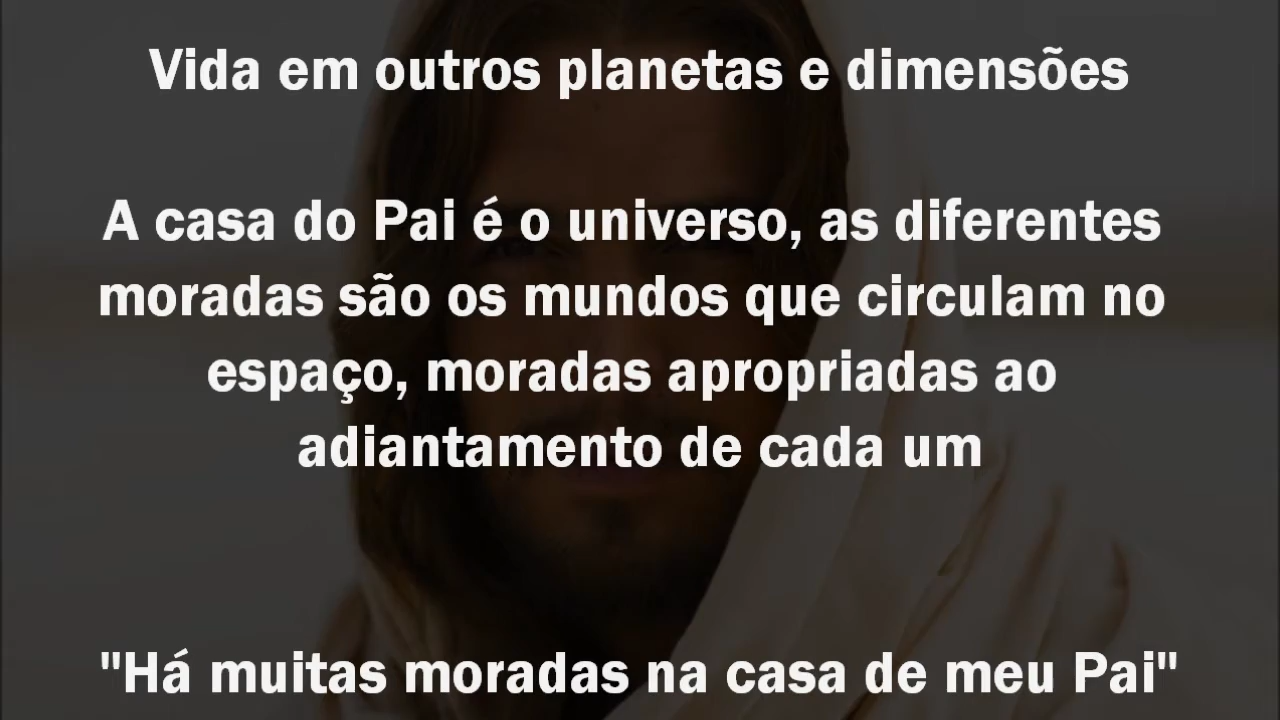 Vida em outros planetas e dimensões
A casa do Pai é o universo, as diferentes
moradas são os mundos que circulam no
espaço, moradas apropriadas ao
adiantamento de cada um
"Há muitas moradas na casa de meu Pai"